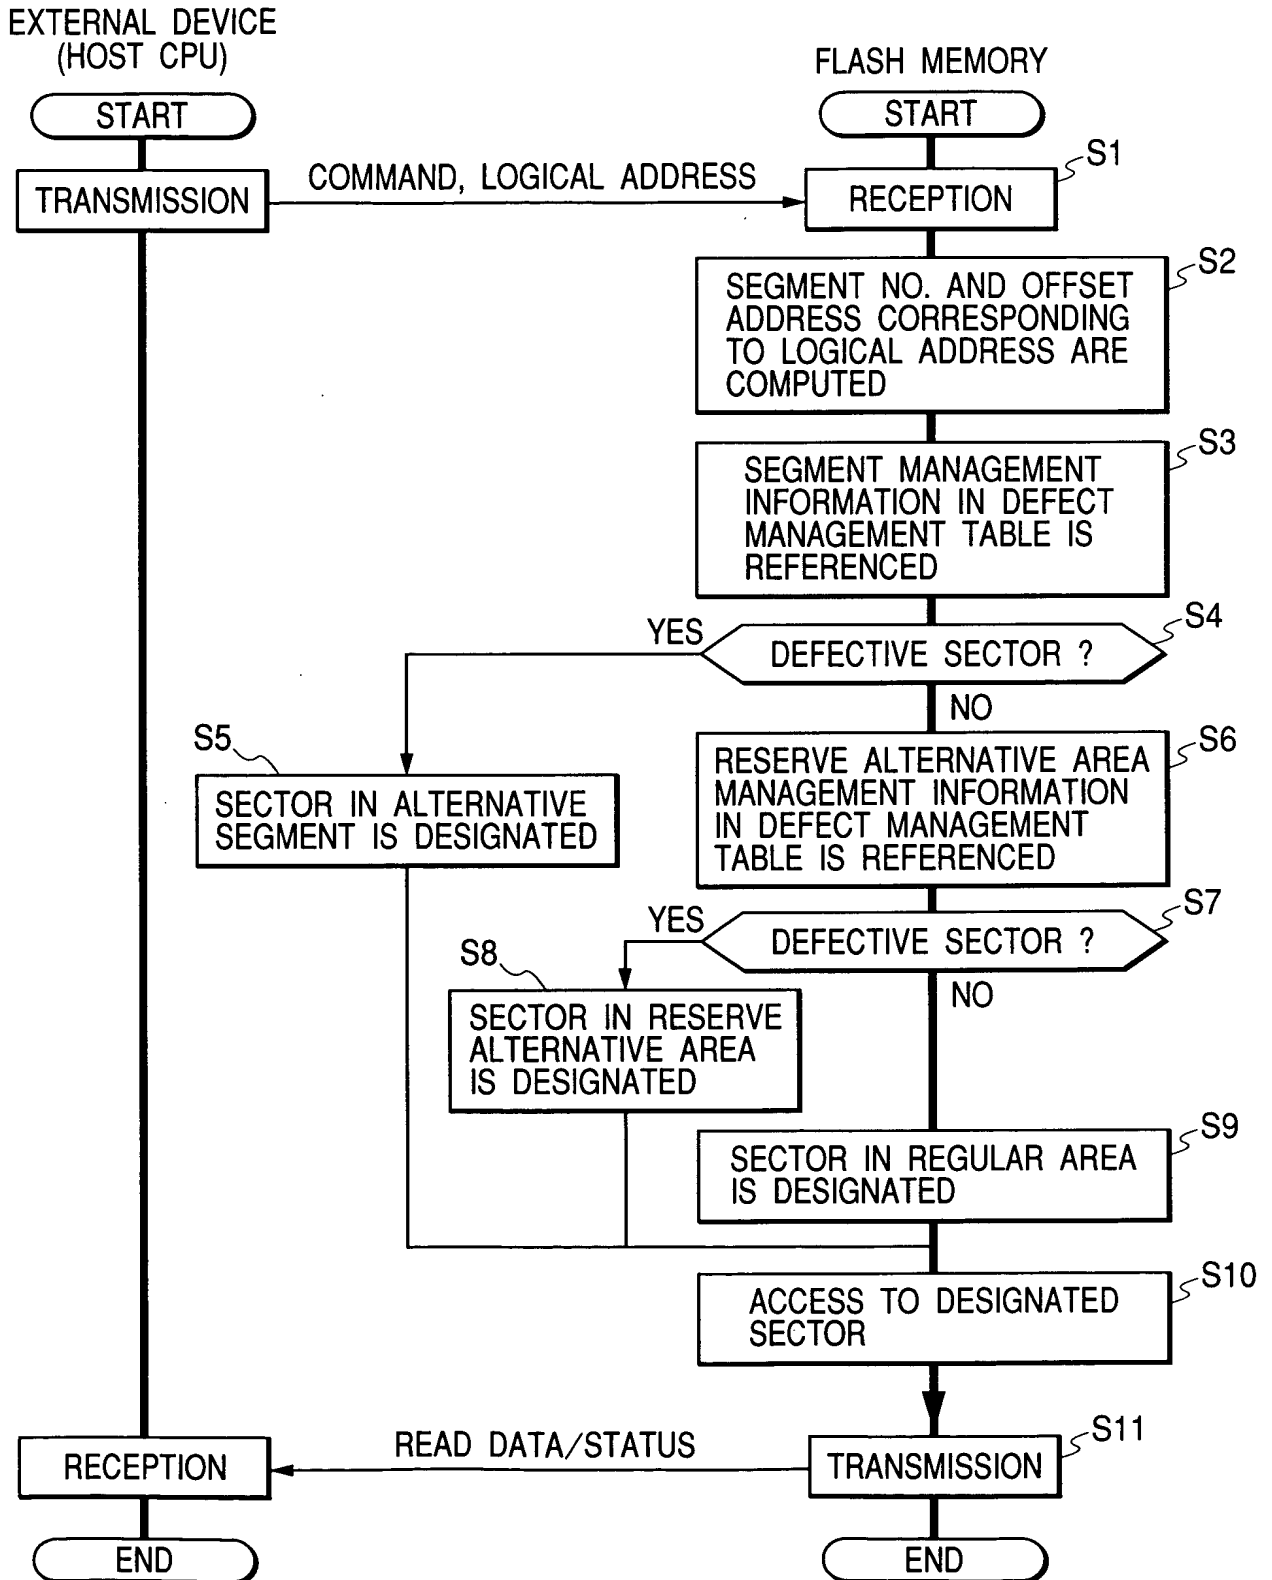 EXTERNAL DEVICE
(HOST CPU)
FLASH MEMORY
START
START
TRANSMISSION
COMMAND, LOGICAL ADDRESS
RECEPTION
S1
SEGMENT NO. AND OFFSET
ADDRESS CORRESPONDING
TO LOGICAL ADDRESS ARE
COMPUTED
S2
SEGMENT MANAGEMENT
INFORMATION IN DEFECT
MANAGEMENT TABLE IS
REFERENCED
S3
YES
DEFECTIVE SECTOR ?
S4
NO
S5
SECTOR IN ALTERNATIVE
SEGMENT IS DESIGNATED
RESERVE ALTERNATIVE AREA
MANAGEMENT INFORMATION
IN DEFECT MANAGEMENT
TABLE IS REFERENCED
S6
YES
DEFECTIVE SECTOR ?
S7
NO
S8
SECTOR IN RESERVE
ALTERNATIVE AREA
IS DESIGNATED
SECTOR IN REGULAR AREA
IS DESIGNATED
S9
ACCESS TO DESIGNATED
SECTOR
S10
RECEPTION
READ DATA/STATUS
TRANSMISSION
S11
END
END